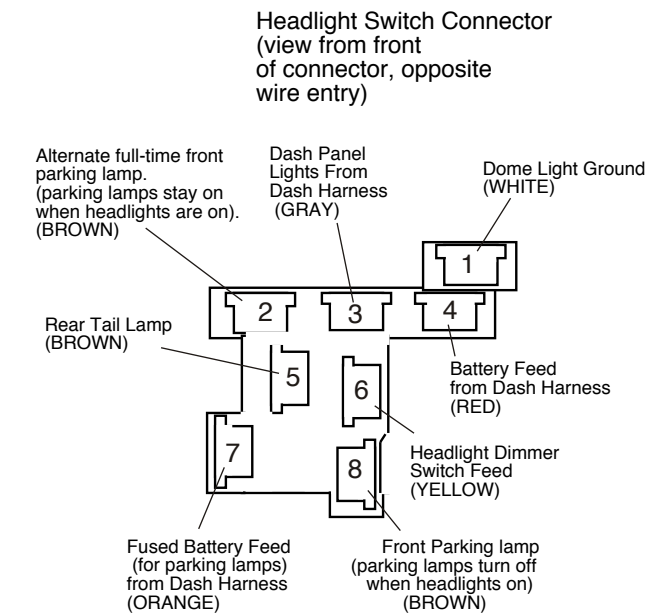 Headlight Switch Connector
(view from front
of connector, opposite
wire entry)
Alternate full-time front
parking lamp.
(parking lamps stay on
when headlights are on).
(BROWN)
Dash Panel
Lights From
Dash Harness
(GRAY)
Dome Light Ground
(WHITE)
1
2
3
4
Rear Tail Lamp
(BROWN)
5
6
Battery Feed
from Dash Harness
(RED)
7
8
Headlight Dimmer
Switch Feed
(YELLOW)
Fused Battery Feed
(for parking lamps)
from Dash Harness
(ORANGE)
Front Parking lamp
(parking lamps turn off
when headlights on)
(BROWN)